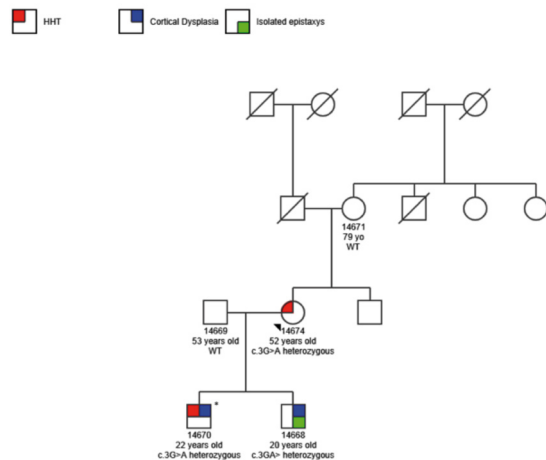 HHT
Cortical Dysplasia
Isolated epistaxys
14671
79 yo
WT
14669
53 years old
WT
14674
52 years old
c.3G>A heterozygous
*
14670
22 years old
c.3G>A heterozygous
14668
20 years old
c.3GA> heterozygous